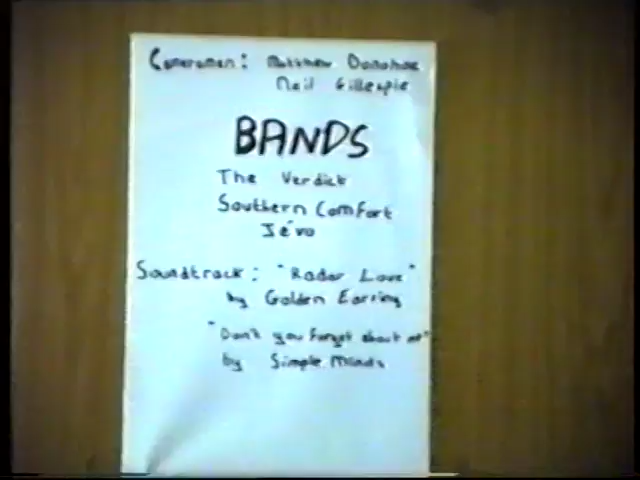 Cameramen: Matthew Donohoe
Neil Gillespie
BANDS
The Verdict
Southern Comfort
Jévo
Soundtrack: "Radar Love"
by Golden Earring
"Don't you forget about me"
by Simple Minds